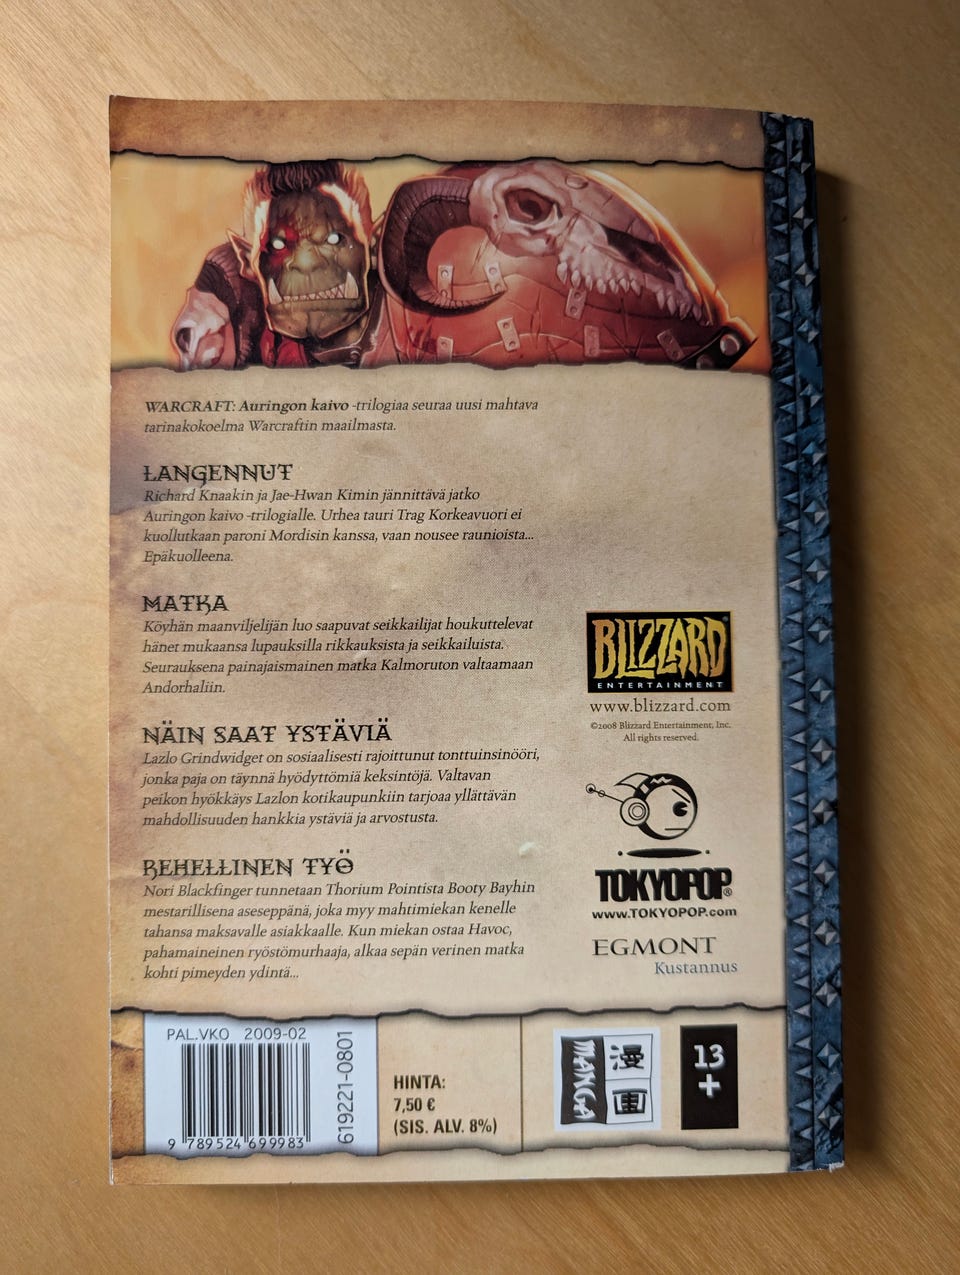 WARCRAFT: Auringon kaivo -trilogiaa seuraa uusi mahtava
tarinakokoelma Warcraftin maailmasta.
LANGENNUT
Richard Knaakin ja Jae-Hwan Kimin jännittävä jatko
Auringon kaivo -trilogialle. Urhea tauri Trag Korkeavuori ei
kuollutkaan paroni Mordisin kanssa, vaan nousee raunioista...
Epäkuolleena.
MATKA
Köyhän maanviljelijän luo saapuvat seikkailijat houkuttelevat
hänet mukaansa lupauksilla rikkauksista ja seikkailuista.
Seurauksena painajaismainen matka Kalmoruton valtaamaan
Andorhaliin.
NÄIN SAAT YSTÄVIÄ
Lazlo Grindwidget on sosiaalisesti rajoittunut tonttuinsinööri,
jonka paja on täynnä hyödyttömiä keksintöjä. Valtavan
peikon hyökkäys Lazlon kotikaupunkiin tarjoaa yllättävän
mahdollisuuden hankkia ystäviä ja arvostusta.
REHELLINEN TYÖ
Nori Blackfinger tunnetaan Thorium Pointista Booty Bayhin
mestarillisena aseseppänä, joka myy mahtimiekan kenelle
tahansa maksavalle asiakkaalle. Kun miekan ostaa Havoc,
pahamaineinen ryöstömurhaaja, alkaa sepän verinen matka
kohti pimeyden ydintä...
BLIZZARD
ENTERTAINMENT
www.blizzard.com
©2008 Blizzard Entertainment, Inc.
All rights reserved.
TOKYOPOP®
www.TOKYOPOP.com
EGMONT
Kustannus
PAL.VKO 2009-02
9 789524 699983
619221-0801
HINTA:
7,50 €
(SIS. ALV. 8%)
MANGA
漫
画
13
+